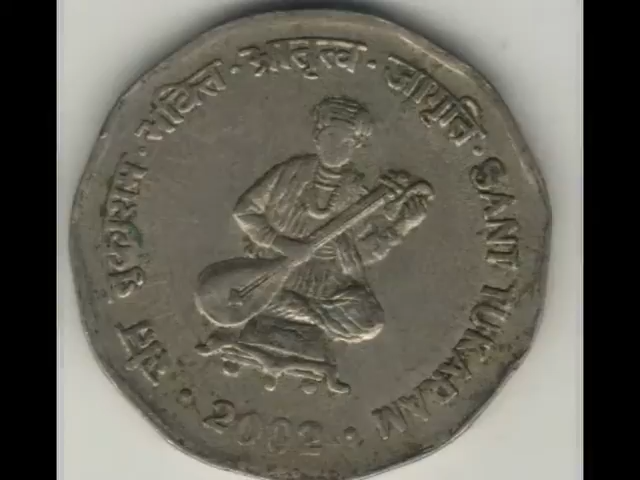 संत तुकाराम · संचित्त · भ्रातृत्व · जागृति · SANT TUKARAM · 2002 ·